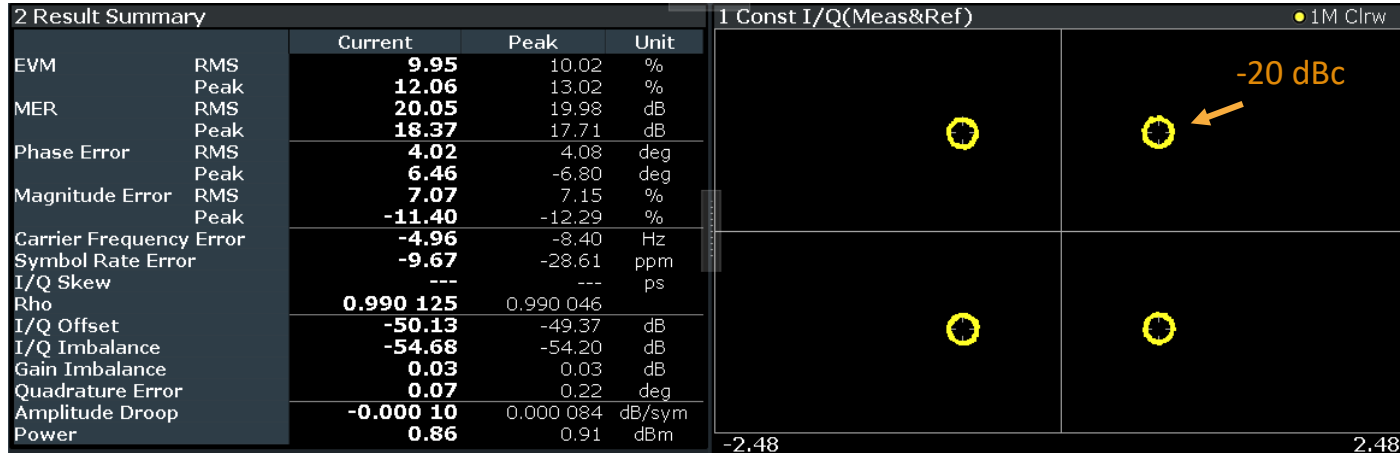 2 Result Summary
Current Peak Unit
EVM RMS 9.95 10.02 %
Peak 12.06 13.02 %
MER RMS 20.05 19.98 dB
Peak 18.37 17.71 dB
Phase Error RMS 4.02 4.08 deg
Peak 6.46 -6.80 deg
Magnitude Error RMS 7.07 7.15 %
Peak -11.40 -12.29 %
Carrier Frequency Error -4.96 -8.40 Hz
Symbol Rate Error -9.67 -28.61 ppm
I/Q Skew --- --- ps
Rho 0.990 125 0.990 046
I/Q Offset -50.13 -49.37 dB
I/Q Imbalance -54.68 -54.20 dB
Gain Imbalance 0.03 0.03 dB
Quadrature Error 0.07 0.22 deg
Amplitude Droop -0.000 10 0.000 084 dB/sym
Power 0.86 0.91 dBm
1 Const I/Q(Meas&Ref) 1M Clrw
-20 dBc
-2.48 2.48